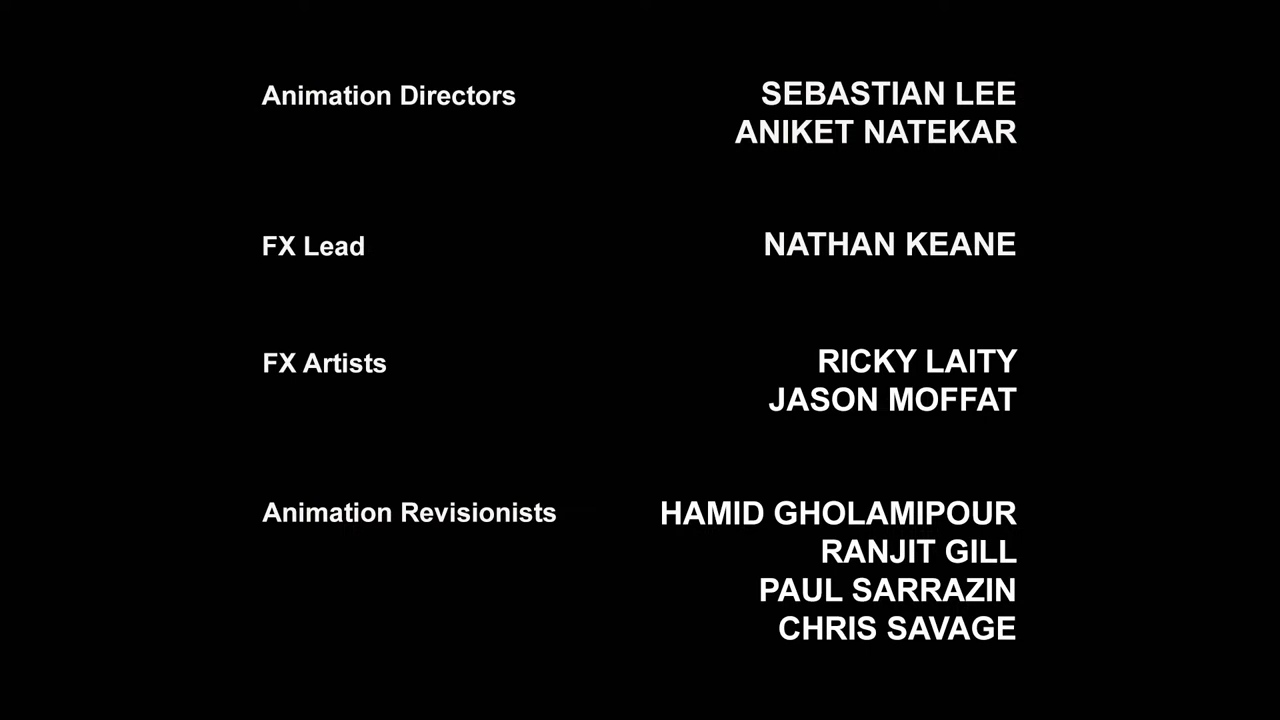 Animation Directors SEBASTIAN LEE
ANIKET NATEKAR
FX Lead NATHAN KEANE
FX Artists RICKY LAITY
JASON MOFFAT
Animation Revisionists HAMID GHOLAMIPOUR
RANJIT GILL
PAUL SARRAZIN
CHRIS SAVAGE